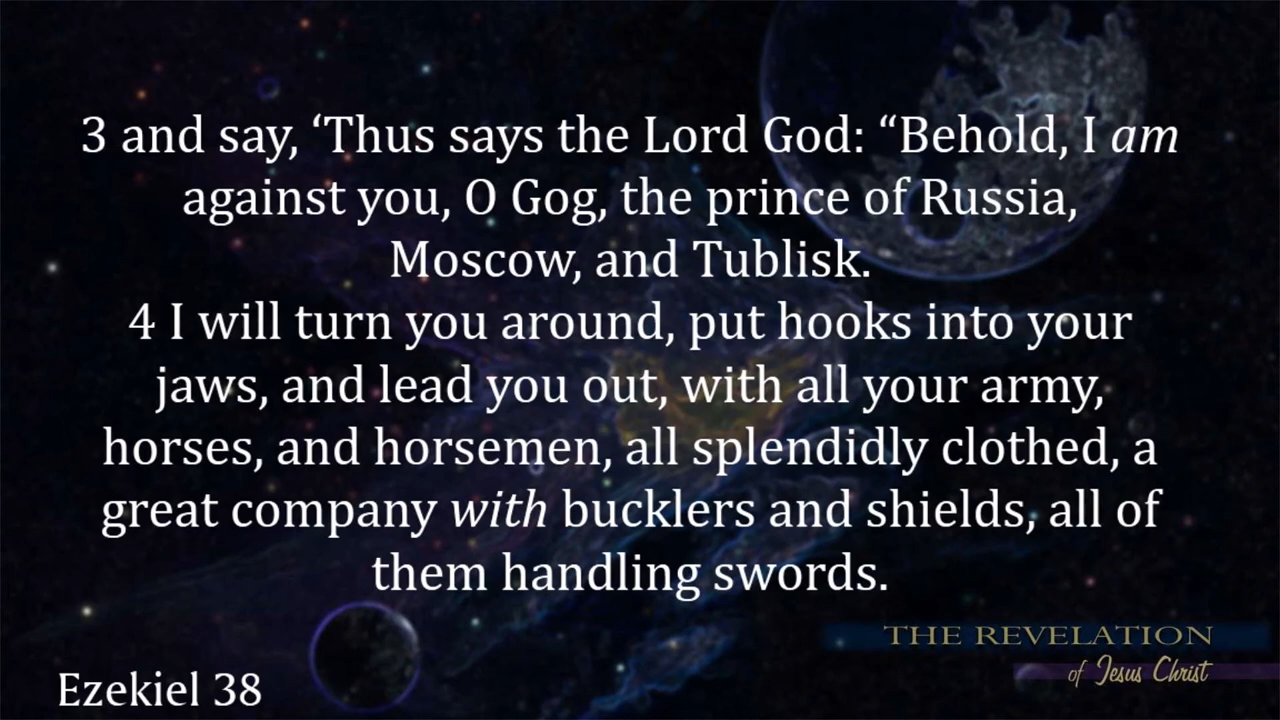 3 and say, ‘Thus says the Lord God: “Behold, I am
against you, O Gog, the prince of Russia,
Moscow, and Tublisk.
4 I will turn you around, put hooks into your
jaws, and lead you out, with all your army,
horses, and horsemen, all splendidly clothed, a
great company with bucklers and shields, all of
them handling swords.
THE REVELATION
of Jesus Christ
Ezekiel 38